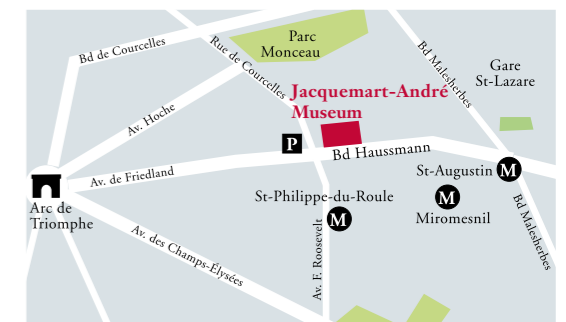 Bd de Courcelles
Rue de Courcelles
Parc
Monceau
Bd Malesherbes
Gare
St-Lazare
Av. Hoche
Jacquemart-André
Museum
P
Bd Haussmann
Av. de Friedland
St-Augustin M
St-Philippe-du-Roule
M
M
Miromesnil
Arc de
Triomphe
Av. des Champs-Élysées
Av. F. Roosevelt
Bd Malesherbes